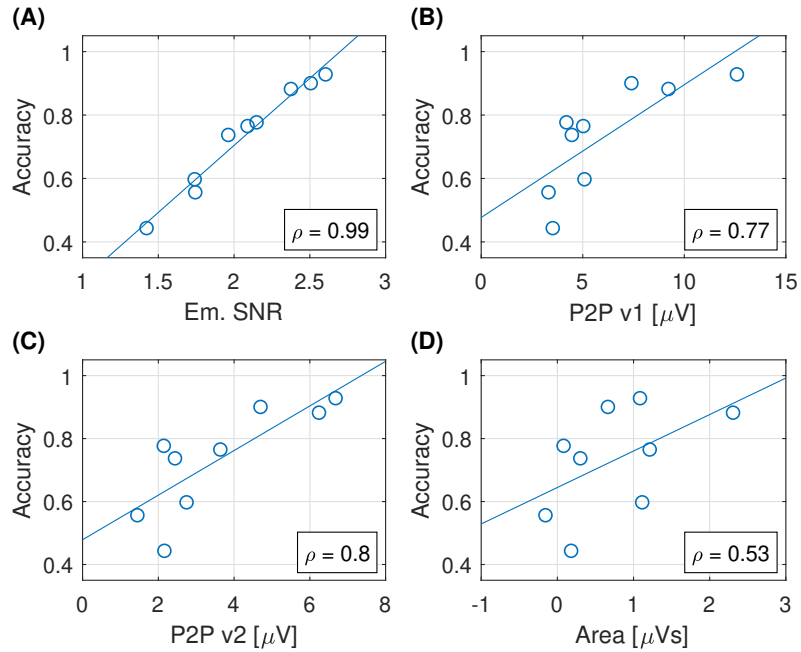 (A)
1
0.8
0.6
0.4
Accuracy
1
1.5
2
2.5
3
Em. SNR
ρ = 0.99
(B)
1
0.8
0.6
0.4
Accuracy
0
5
10
15
P2P v1 [μV]
ρ = 0.77
(C)
1
0.8
0.6
0.4
Accuracy
0
2
4
6
8
P2P v2 [μV]
ρ = 0.8
(D)
1
0.8
0.6
0.4
Accuracy
-1
0
1
2
3
Area [μVs]
ρ = 0.53